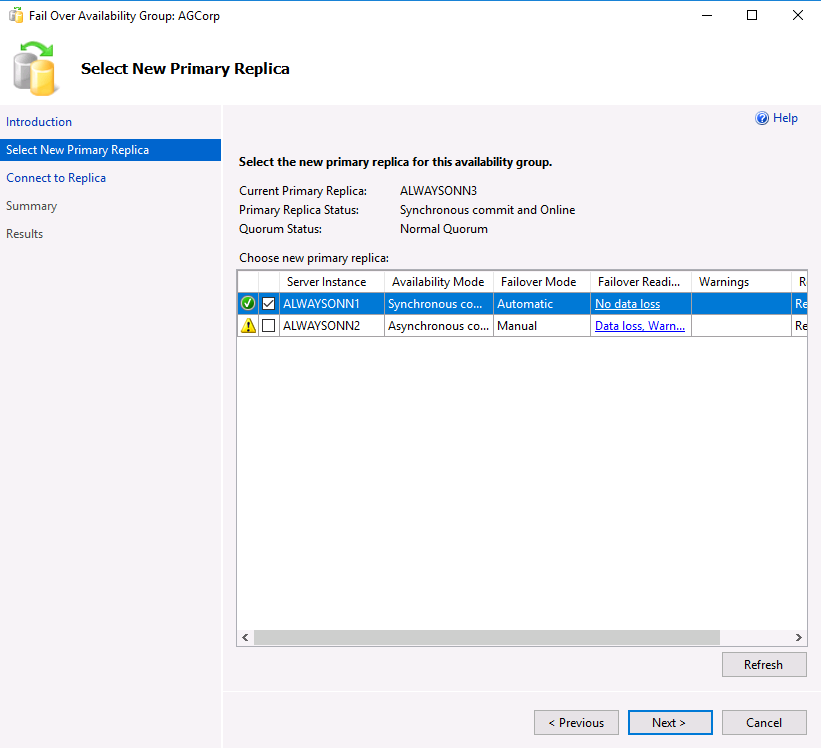 Fail Over Availability Group: AGCorp
Select New Primary Replica
Introduction
Select New Primary Replica
Connect to Replica
Summary
Results
Help
Select the new primary replica for this availability group.
Current Primary Replica: ALWAYSONN3
Primary Replica Status: Synchronous commit and Online
Quorum Status: Normal Quorum
Choose new primary replica:
Server Instance Availability Mode Failover Mode Failover Readi... Warnings R
ALWAYSONN1 Synchronous co... Automatic No data loss Re
ALWAYSONN2 Asynchronous co... Manual Data loss, Warn... Re
Refresh
< Previous Next > Cancel